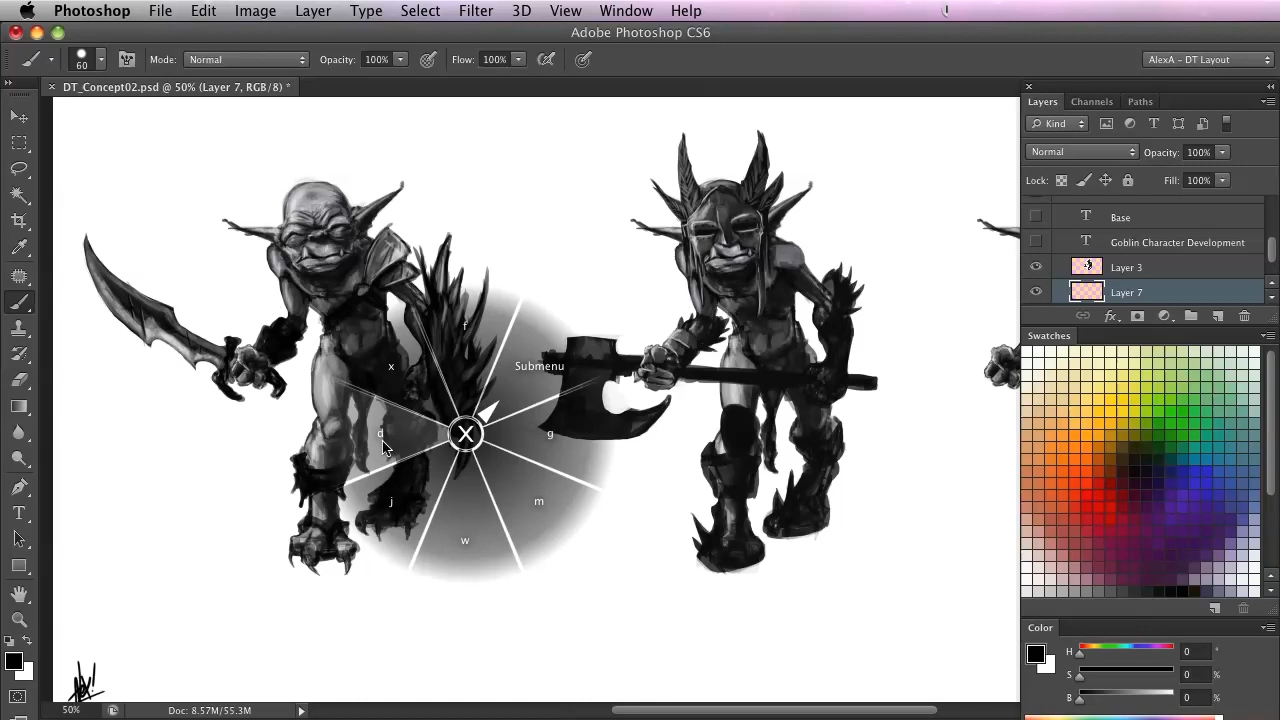 Photoshop File Edit Image Layer Type Select Filter 3D View Window Help
Adobe Photoshop CS6
60 Mode: Normal Opacity: 100% Flow: 100% AlexA - DT Layout
DT_Concept02.psd @ 50% (Layer 7, RGB/8) *
Layers Channels Paths
Kind
Normal Opacity: 100%
Lock: Fill: 100%
Base
Goblin Character Development
Layer 3
Layer 7
fx
Swatches
f
x
Submenu
d
X
g
j
m
w
Color
H 0 °
S 0 %
B 0 %
50% Doc: 8.57M/55.3M